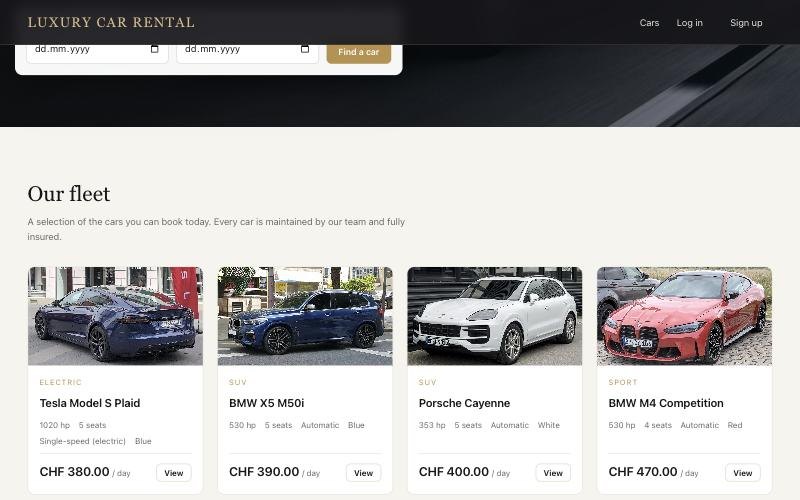 LUXURY CAR RENTAL
Cars Log in Sign up
dd.mm.yyyy dd.mm.yyyy Find a car
Our fleet
A selection of the cars you can book today. Every car is maintained by our team and fully
insured.
ELECTRIC
Tesla Model S Plaid
1020 hp 5 seats
Single-speed (electric) Blue
CHF 380.00 / day View
SUV
BMW X5 M50i
530 hp 5 seats Automatic Blue
CHF 390.00 / day View
SUV
Porsche Cayenne
353 hp 5 seats Automatic White
CHF 400.00 / day View
SPORT
BMW M4 Competition
530 hp 4 seats Automatic Red
CHF 470.00 / day View